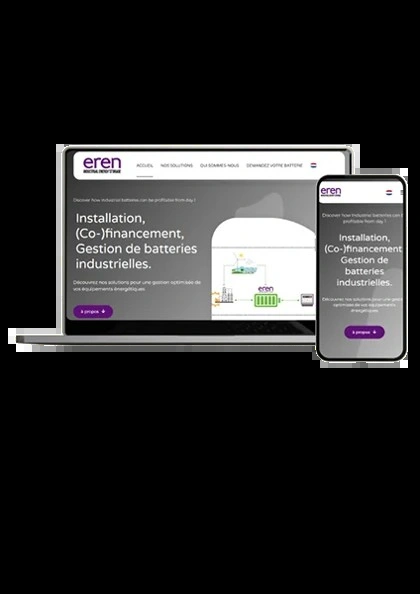 eren
INDUSTRIAL ENERGY STORAGE
ACCUEIL NOS SOLUTIONS QUI SOMMES-NOUS DEMANDEZ VOTRE BATTERIE
Discover how industrial batteries can be profitable from day 1
Installation,
(Co-)financement,
Gestion de batteries
industrielles.
Découvrez nos solutions pour une gestion optimisée de
vos équipements énergétiques
à propos
eren
eren
Discover how industrial batteries can be
profitable from day 1
Installation,
(Co-)financement
Gestion de
batteries
industrielles.
Découvrez nos solutions pour une gestion
optimisée de vos équipements
énergétiques
à propos